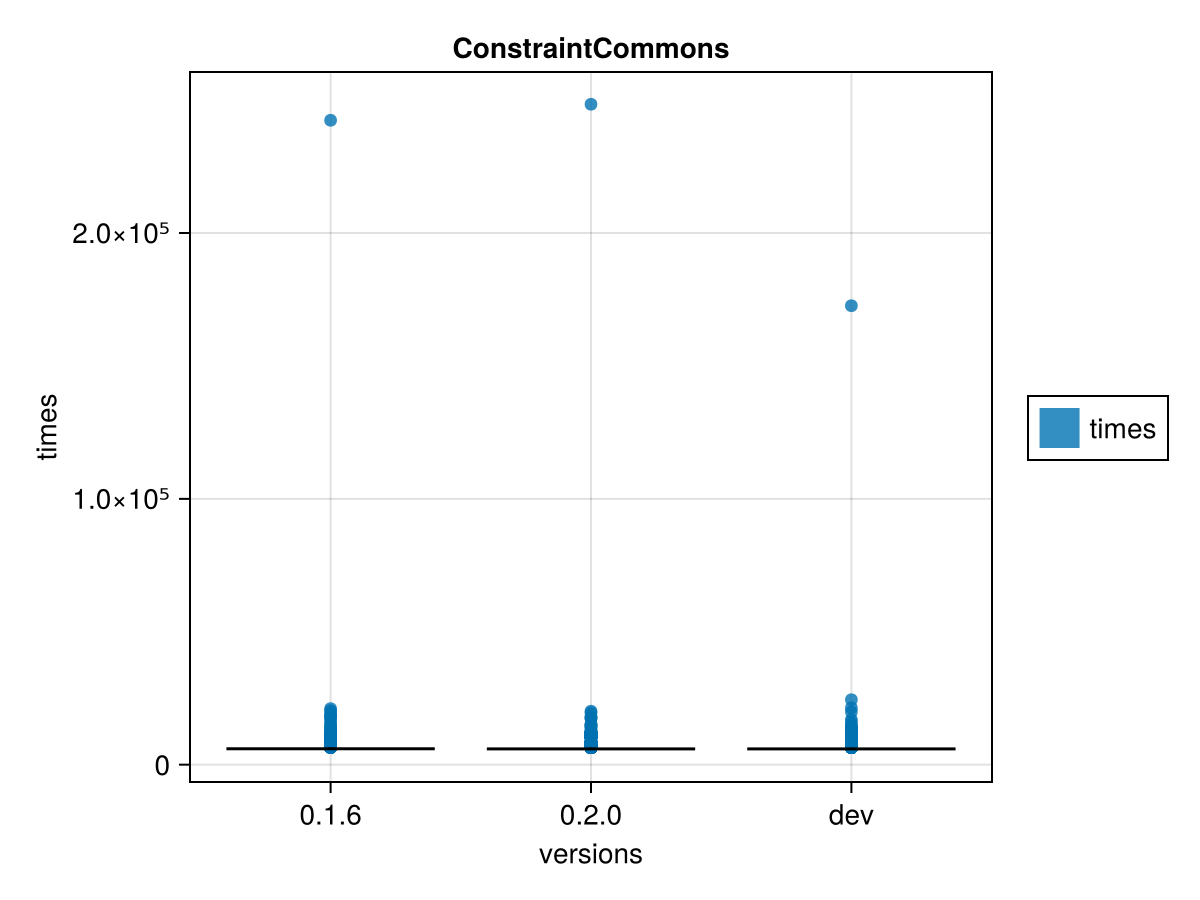 ConstraintCommons
times
2.0×10⁵
1.0×10⁵
0
0.1.6
0.2.0
dev
versions
times